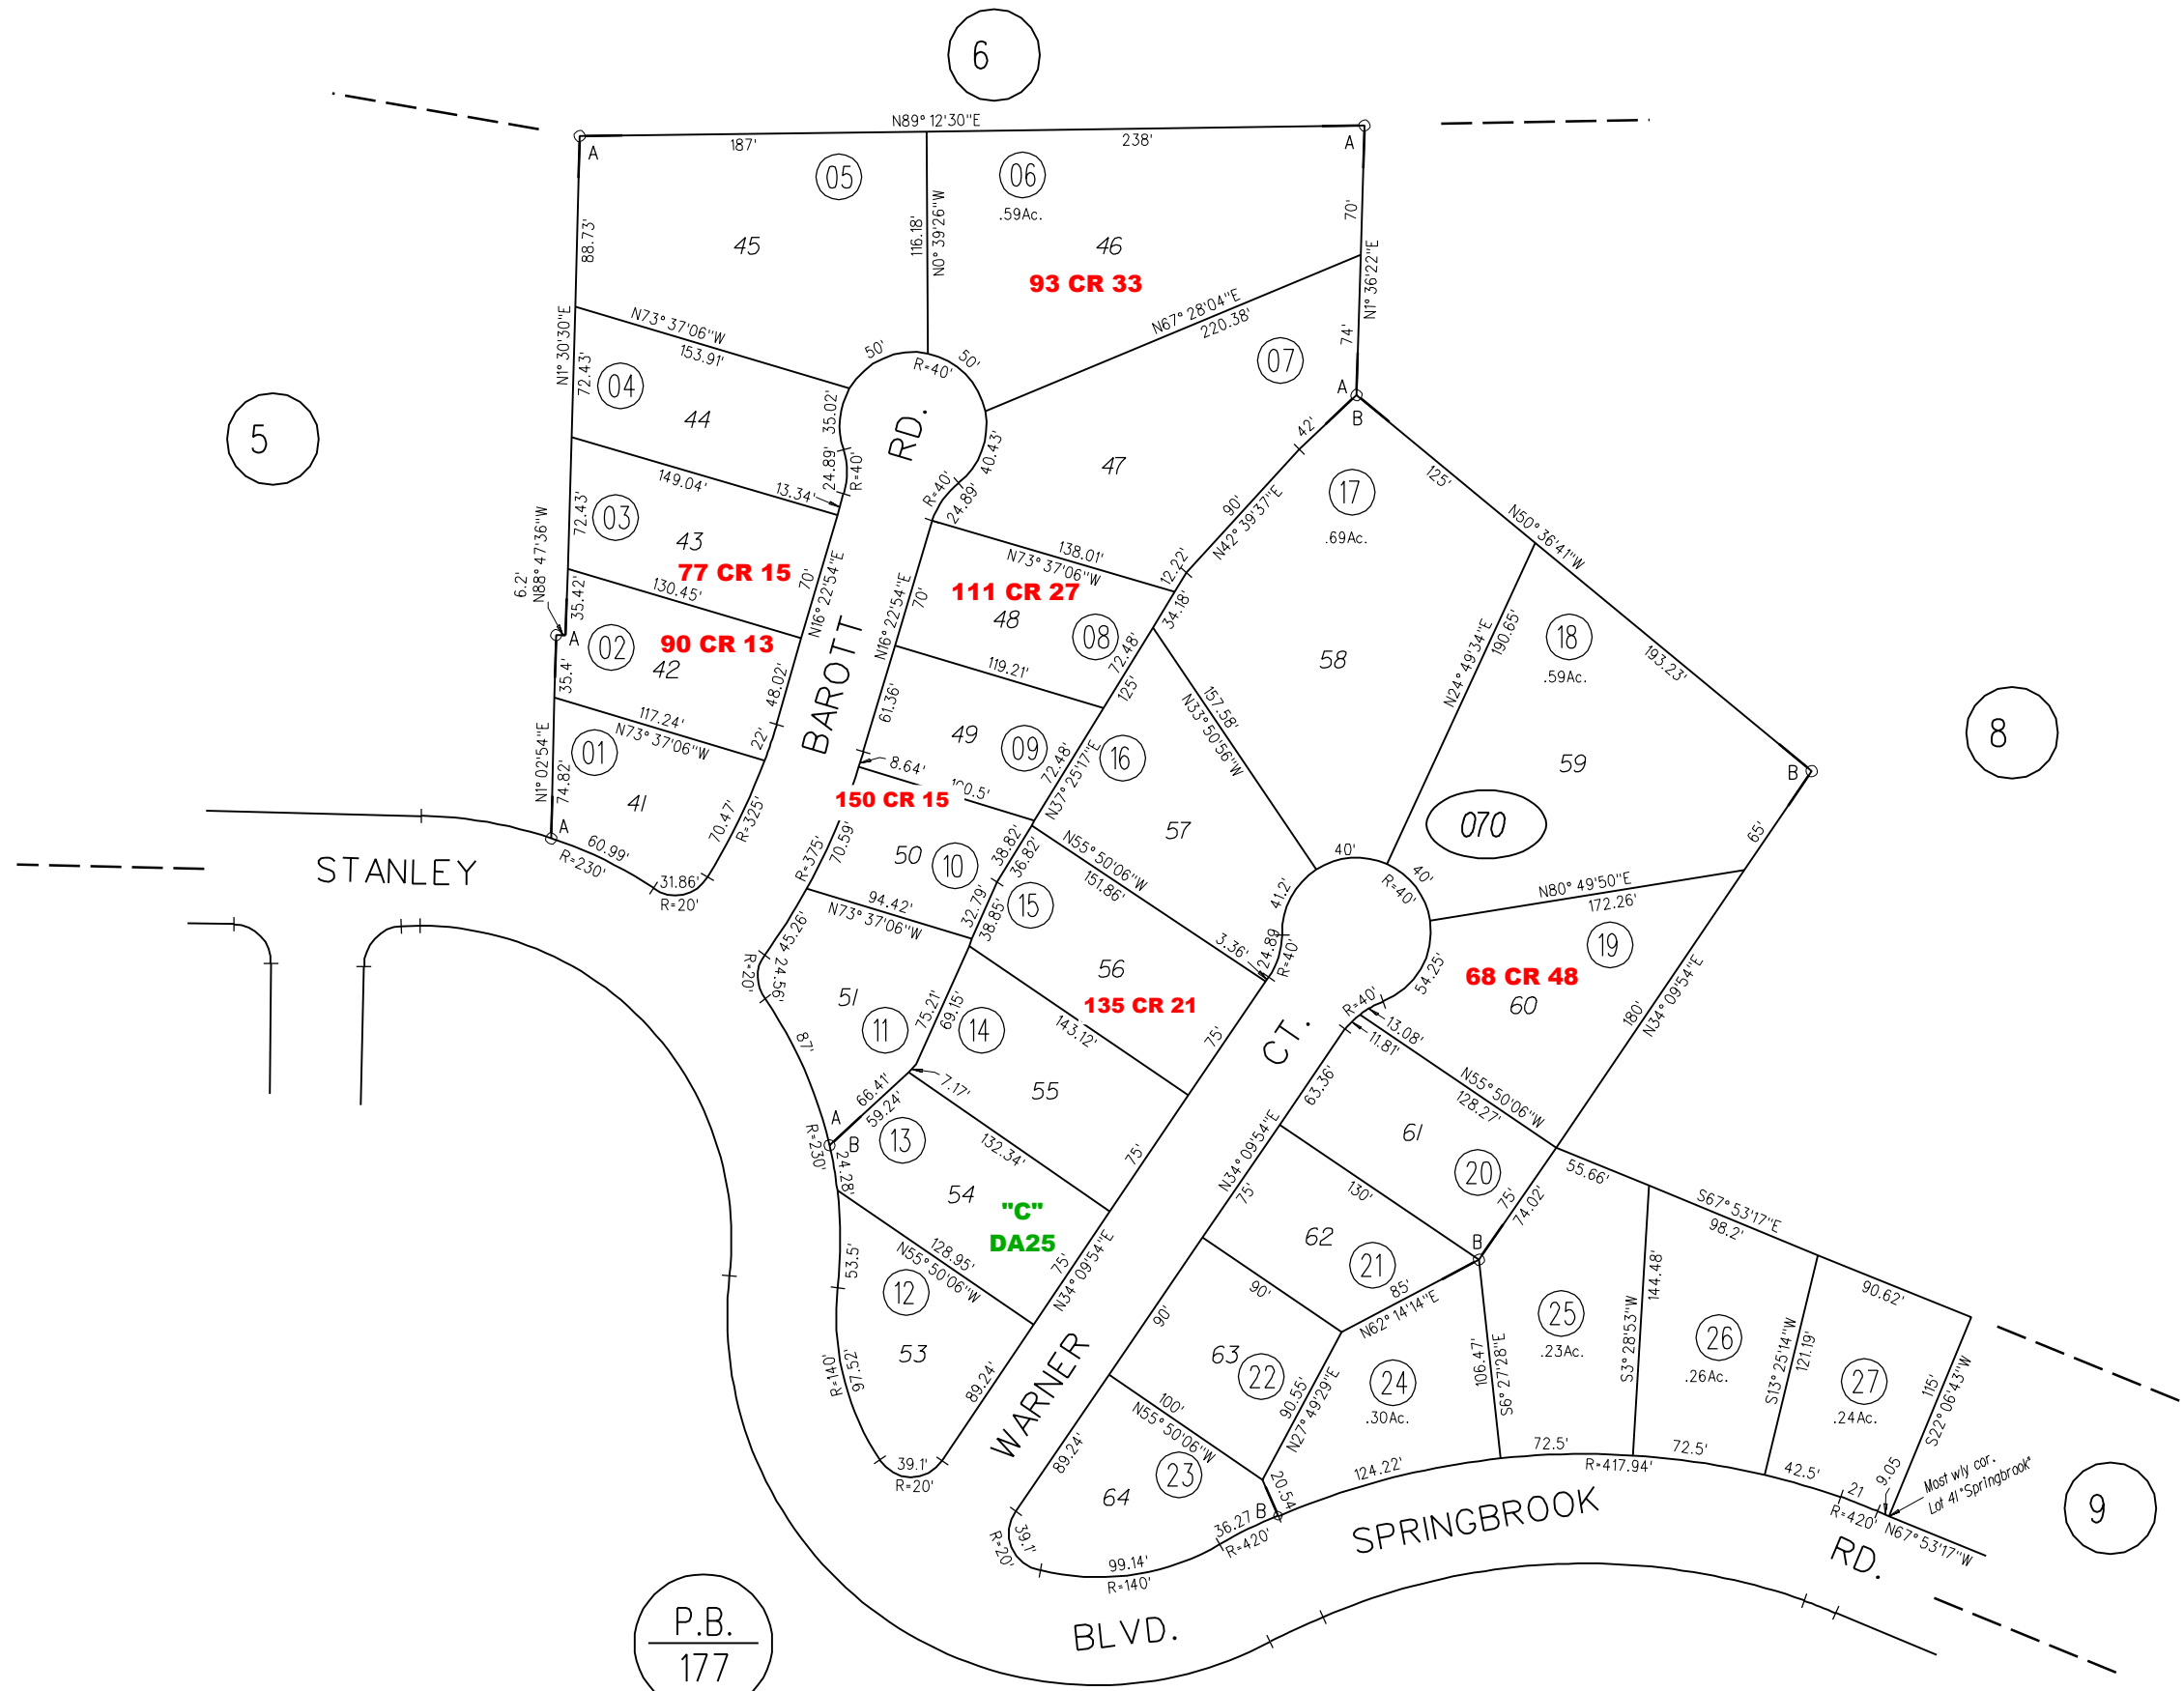 6
N89° 12'30"E
187'
238'
A
A
05
06
.59Ac.
88.73'
116.18'
N0° 39'26"W
70'
45
46
93 CR 33
N1° 36'22"E
N67° 28'04"E
220.38'
74'
N73° 37'06"W
153.91'
N1° 30'30"E
72.43'
04
50'
50'
R=40'
07
A
B
5
44
35.02'
RD.
40.43'
42'
47
24.89'
R=40'
149.04'
13.34'
R=40'
24.89'
90'
N42° 39'37"E
17
.69Ac.
125'
N50° 36'41"W
72.43'
03
43
77 CR 15
138.01'
N73° 37'06"W
12.22'
111 CR 27
48
34.18'
6.2'
N88° 47'36"W
35.42'
130.45'
70'
N16° 22'54"E
N16° 22'54"E
70'
A
02
90 CR 13
42
08
72.48'
119.21'
125'
58
N24° 49'34"E
190.65'
18
.59Ac.
193.23'
35.4'
117.24'
N73° 37'06"W
48.02'
22'
BAROTT
61.36'
157.58'
N33° 50'56"W
8
N1° 02'54"E
74.82'
01
41
49
09
72.48'
N37° 25'17"E
16
59
B
8.64'
100.5'
150 CR 15
070
57
65'
A
60.99'
R=230'
70.47'
R=325'
31.86'
R=20'
STANLEY
R=375'
70.59'
50
10
38.82'
36.82'
N55° 50'06"W
151.86'
40'
40'
R=40'
41.2'
N80° 49'50"E
172.26'
94.42'
N73° 37'06"W
32.79'
38.85'
15
45.26'
R=20'
24.56'
3.36'
24.89
R=40'
19
68 CR 48
60
54.25'
56
135 CR 21
51
87'
11
75.21'
69.15'
14
143.12'
75'
CT.
R=40'
13.08'
11.81'
180'
N34° 09'54"E
66.41'
59.24'
7.17'
55
N55° 50'06"W
128.27'
63.36'
A
B
R=230'
24.28'
13
132.34'
75'
N34° 09'54"E
75'
61
130'
20
55.66'
75'
74.02'
S67° 53'17"E
98.2'
54
"C"
DA25
53.5'
128.95'
N55° 50'06"W
75'
N34° 09'54"E
62
21
B
90'
85'
N62° 14'14"E
12
53
R=140'
97.52'
89.24'
90'
WARNER
63
22
106.47'
S6° 27'28"E
25
.23Ac.
144.48'
S3° 28'53"W
26
.26Ac.
S13° 25'14"W
121.19'
90.62'
27
.24Ac.
115'
S22° 06'43"W
24
.30Ac.
90.55'
N27° 49'29"E
100'
N55° 50'06"W
39.1'
R=20'
89.24'
23
64
20.54
124.22'
72.5'
R=417.94'
72.5'
42.5'
21
9.05
Most wly cor.
Lot 41 "Springbrook"
R=420'
N67° 53'17"W
9
39.1'
R=20'
99.14'
R=140'
36.27
B
R=420'
SPRINGBROOK
RD.
BLVD.
P.B.
177